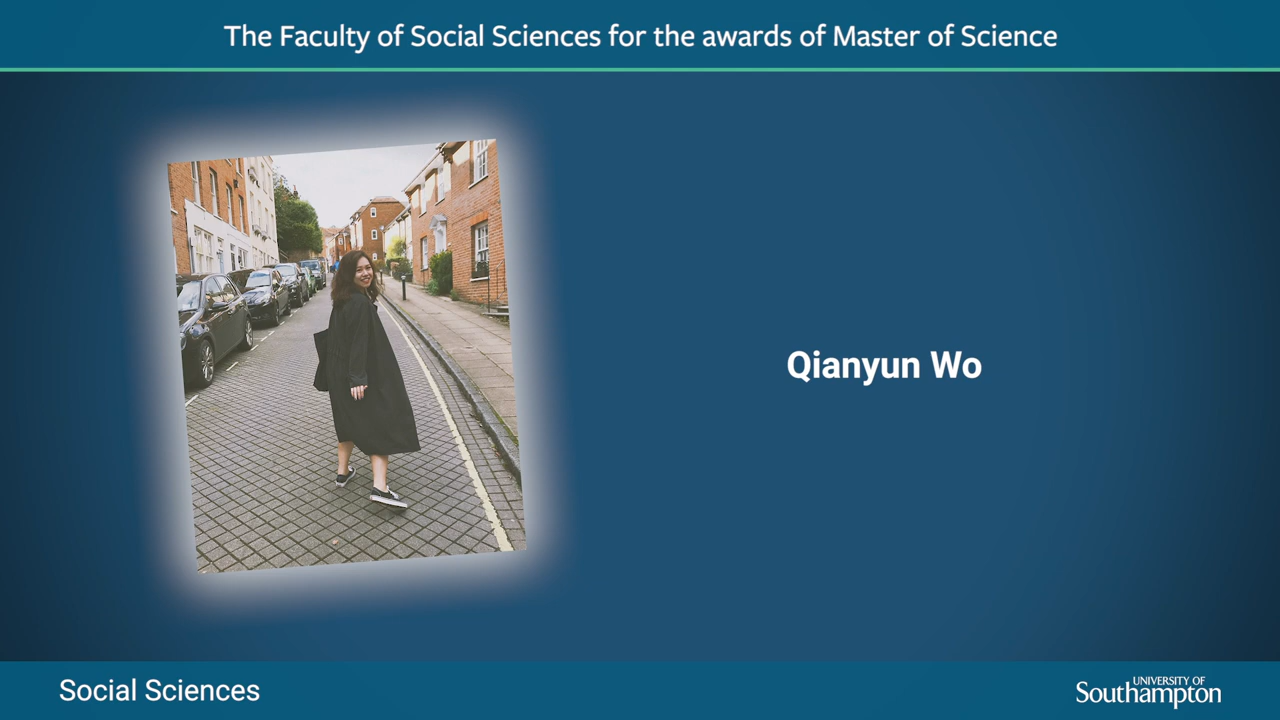 The Faculty of Social Sciences for the awards of Master of Science
Qianyun Wo
Social Sciences
UNIVERSITY OF
Southampton